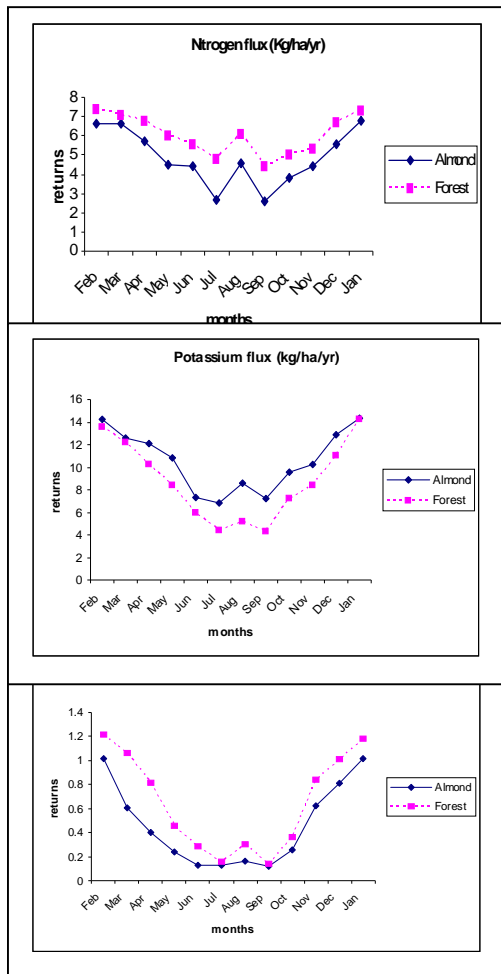 Ntrogen flux (Kg/ha/yr)
8
7
6
5
4
3
2
1
0
returns
Feb Mar Apr May Jun Jul Aug Sep Oct Nov Dec Jan
months
Almond
Forest
Potassium flux (kg/ha/yr)
16
14
12
10
8
6
4
2
0
returns
Feb Mar Apr May Jun Jul Aug Sep Oct Nov Dec Jan
months
Almond
Forest
1.4
1.2
1
0.8
0.6
0.4
0.2
0
returns
Feb Mar Apr May Jun Jul Aug Sep Oct Nov Dec Jan
months
Almond
Forest